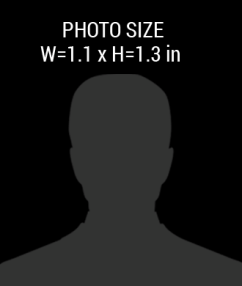 PHOTO SIZE
W=1.1 x H=1.3 in